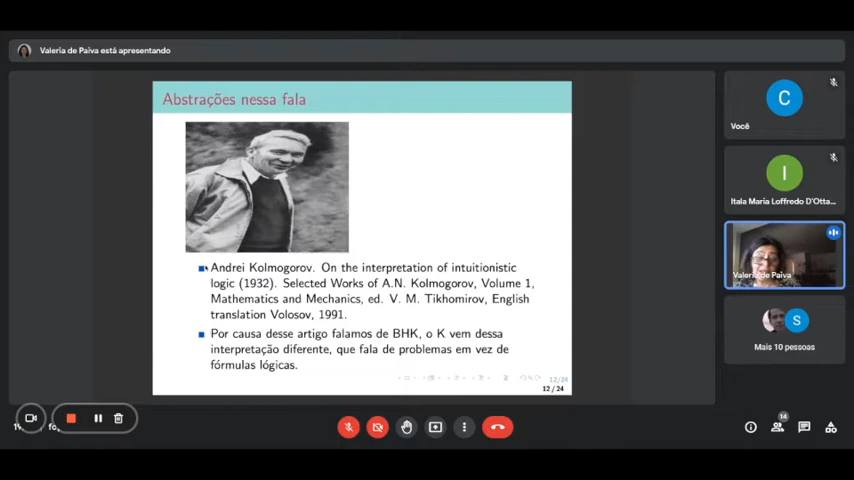 Valeria de Paiva está apresentando
Abstrações nessa fala
Andrei Kolmogorov. On the interpretation of intuitionistic
logic (1932). Selected Works of A.N. Kolmogorov, Volume 1,
Mathematics and Mechanics, ed. V. M. Tikhomirov, English
translation Volosov, 1991.
Por causa desse artigo falamos de BHK, o K vem dessa
interpretação diferente, que fala de problemas em vez de
fórmulas lógicas.
12/24
12 / 24
C
Você
I
Itala Maria Loffredo D'Otta...
Valeria de Paiva
S
Mais 10 pessoas
14